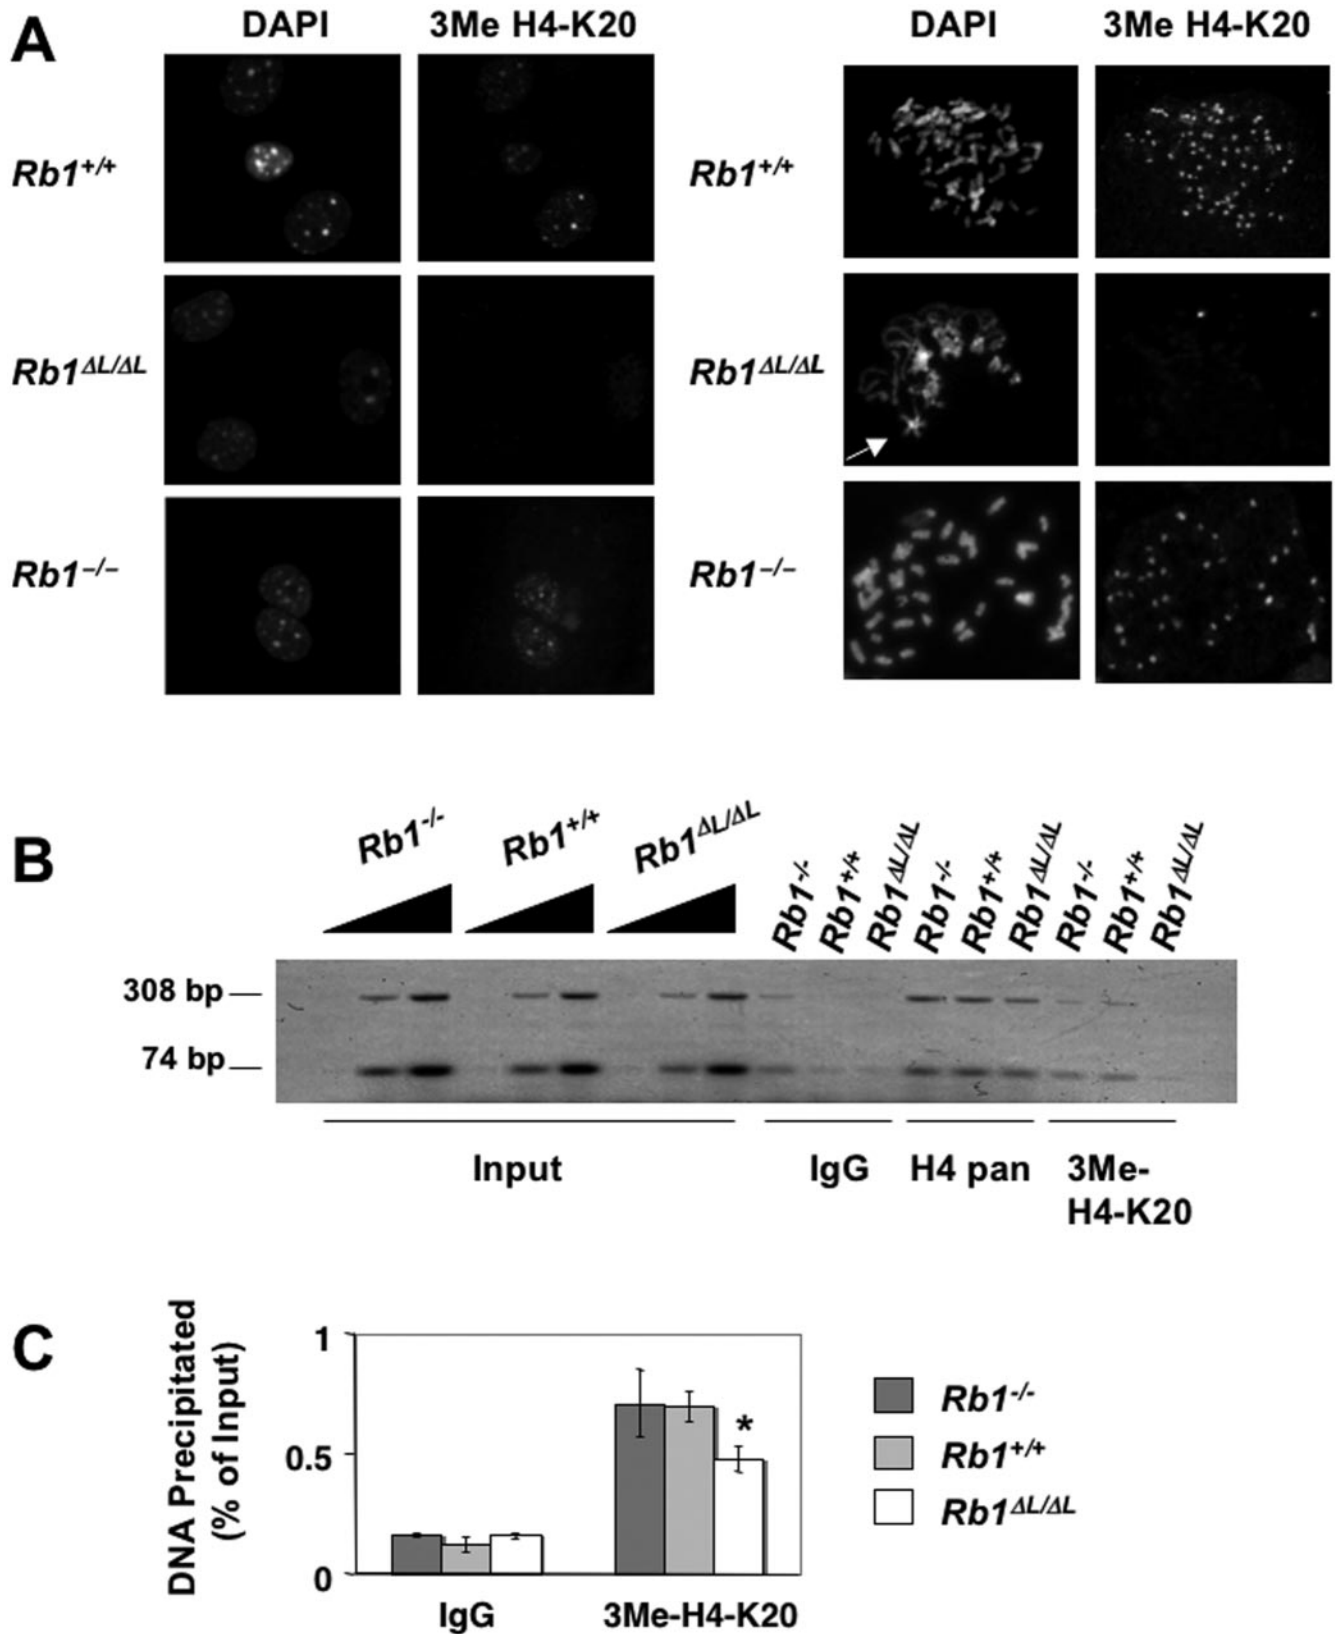 A
DAPI 3Me H4-K20 DAPI 3Me H4-K20
Rb1+/+ Rb1+/+
Rb1ΔL/ΔL Rb1ΔL/ΔL
Rb1−/− Rb1−/−
B
Rb1-/- Rb1+/+ Rb1ΔL/ΔL Rb1-/- Rb1+/+ Rb1ΔL/ΔL Rb1-/- Rb1+/+ Rb1ΔL/ΔL Rb1-/- Rb1+/+ Rb1ΔL/ΔL
308 bp
74 bp
Input IgG H4 pan 3Me-
H4-K20
C
DNA Precipitated
(% of Input)
1
0.5
0
IgG 3Me-H4-K20
*
Rb1-/-
Rb1+/+
Rb1ΔL/ΔL